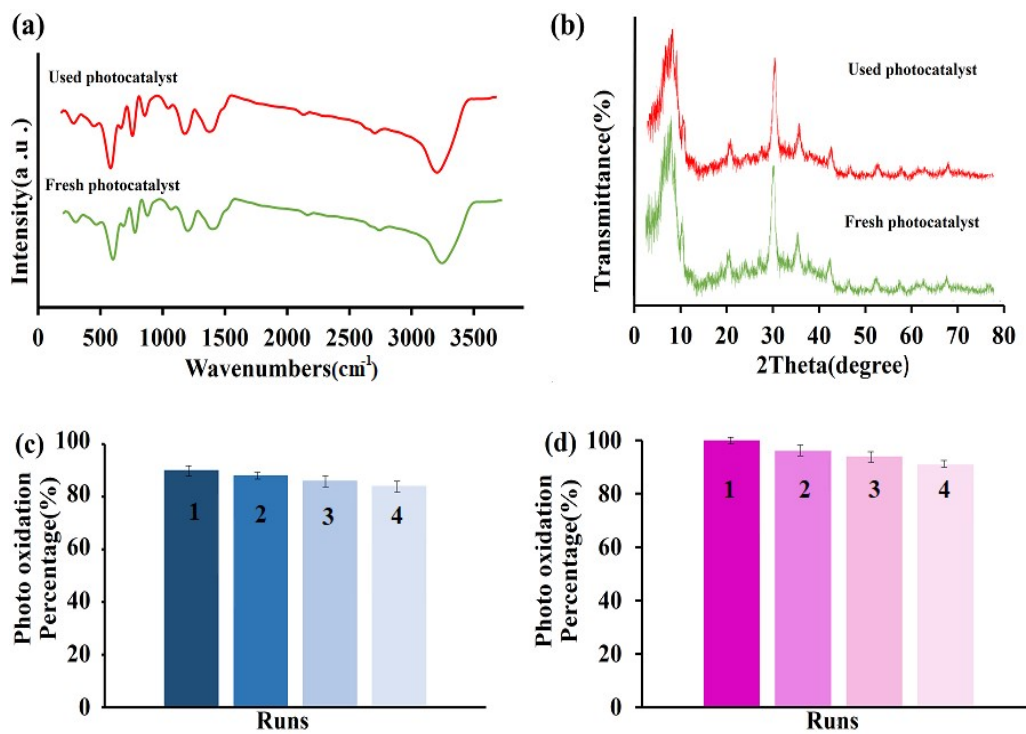 (a)
Used photocatalyst
Fresh photocatalyst
Intensity(a .u.)
0 500 1000 1500 2000 2500 3000 3500
Wavenumbers(cm-1)
(b)
Used photocatalyst
Fresh photocatalyst
Transmittance(%)
0 10 20 30 40 50 60 70 80
2Theta(degree)
(c)
Photo oxidation
Percentage(%)
100
80
60
40
20
0
1 2 3 4
Runs
(d)
Photo oxidation
Percentage(%)
100
80
60
40
20
0
1 2 3 4
Runs